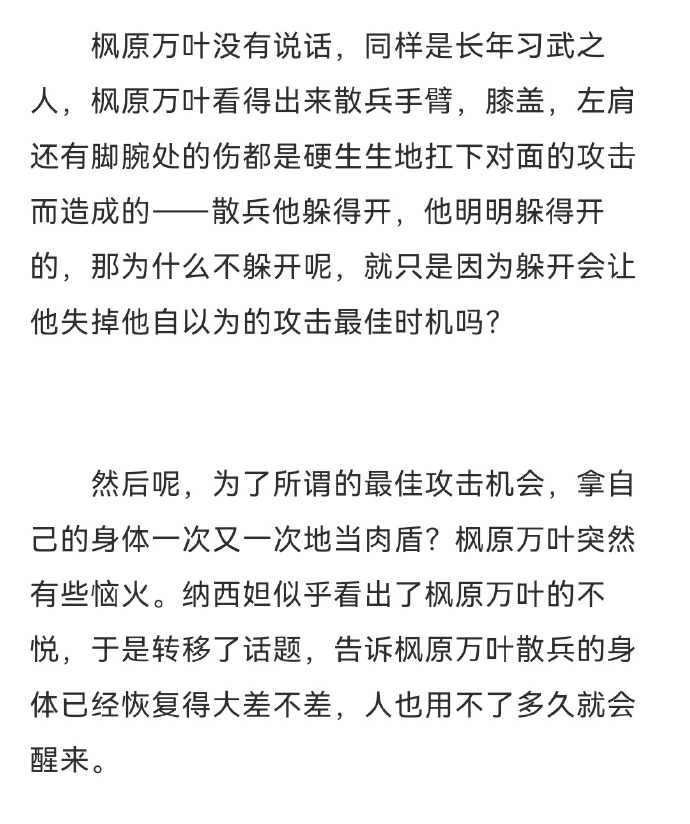 枫原万叶没有说话，同样是长年习武之
人，枫原万叶看得出来散兵手臂，膝盖，左肩
还有脚腕处的伤都是硬生生地扛下对面的攻击
而造成的——散兵他躲得开，他明明躲得开
的，那为什么不躲开呢，就只是因为躲开会让
他失掉他自以为的攻击最佳时机吗？
然后呢，为了所谓的最佳攻击机会，拿自
己的身体一次又一次地当肉盾？枫原万叶突然
有些恼火。纳西妲似乎看出了枫原万叶的不
悦，于是转移了话题，告诉枫原万叶散兵的身
体已经恢复得大差不差，人也用不了多久就会
醒来。